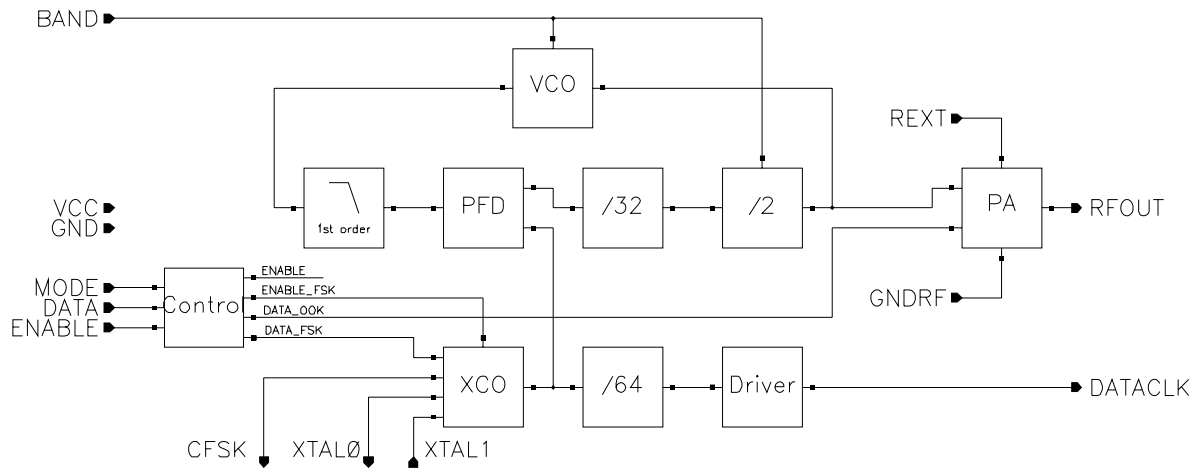 BAND
VCO
REXT
VCC
GND
1st order
PFD
/32
/2
PA
RFOUT
MODE
DATA
ENABLE
Control
ENABLE
ENABLE_FSK
DATA_OOK
DATA_FSK
GNDRF
XCO
/64
Driver
DATACLK
CFSK
XTALØ
XTAL1